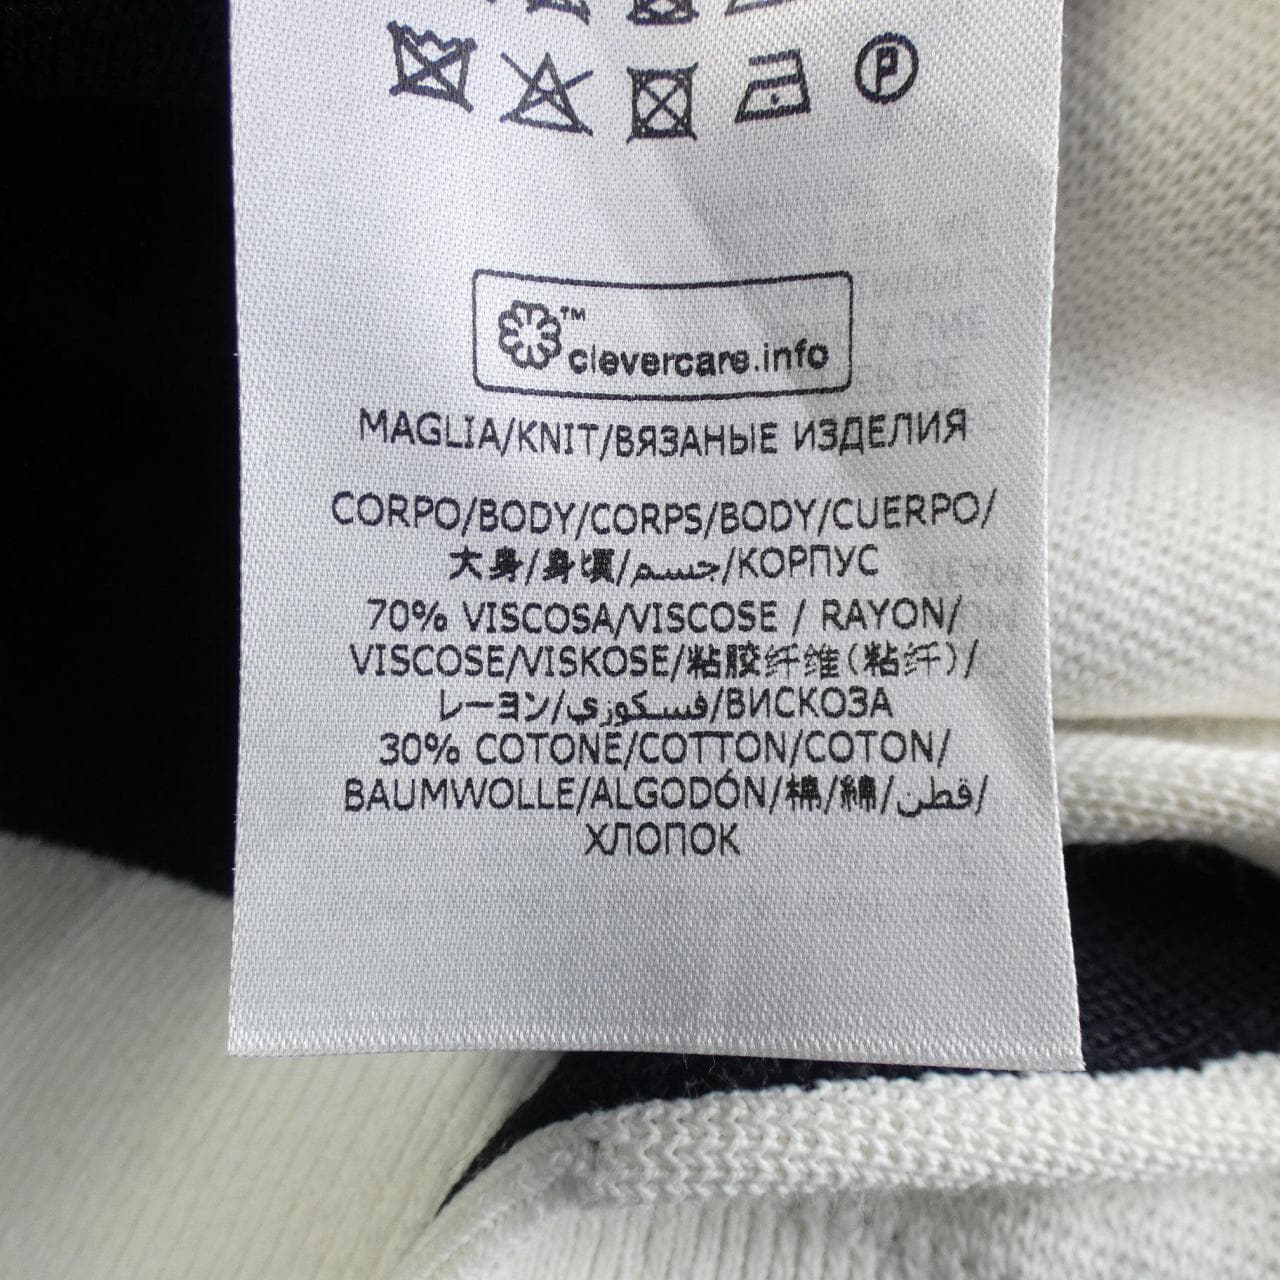 P
™
clevercare.info
MAGLIA/KNIT/ВЯЗАНЫЕ ИЗДЕЛИЯ
CORPO/BODY/CORPS/BODY/CUERPO/
大身/身頃/جسم/КОРПУС
70% VISCOSA/VISCOSE / RAYON/
VISCOSE/VISKOSE/粘胶纤维(粘纤)/
レーヨン/فسكوزي/ВИСКОЗА
30% COTONE/COTTON/COTON/
BAUMWOLLE/ALGODÓN/棉/綿/قطن/
ХЛОПОК